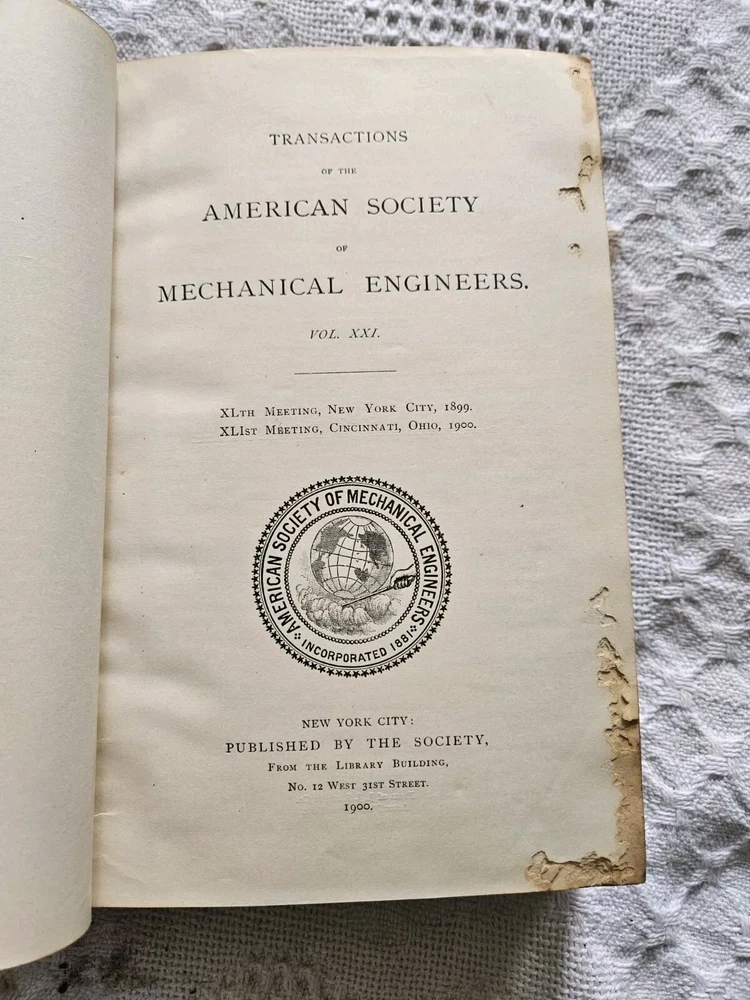 TRANSACTIONS
OF THE
AMERICAN SOCIETY
OF
MECHANICAL ENGINEERS.
VOL. XXI.
XLTH MEETING, NEW YORK CITY, 1899.
XLIST MEETING, CINCINNATI, OHIO, 1900.
AMERICAN SOCIETY OF MECHANICAL ENGINEERS
INCORPORATED 1881
NEW YORK CITY:
PUBLISHED BY THE SOCIETY,
FROM THE LIBRARY BUILDING,
NO. 12 WEST 31ST STREET.
1900.